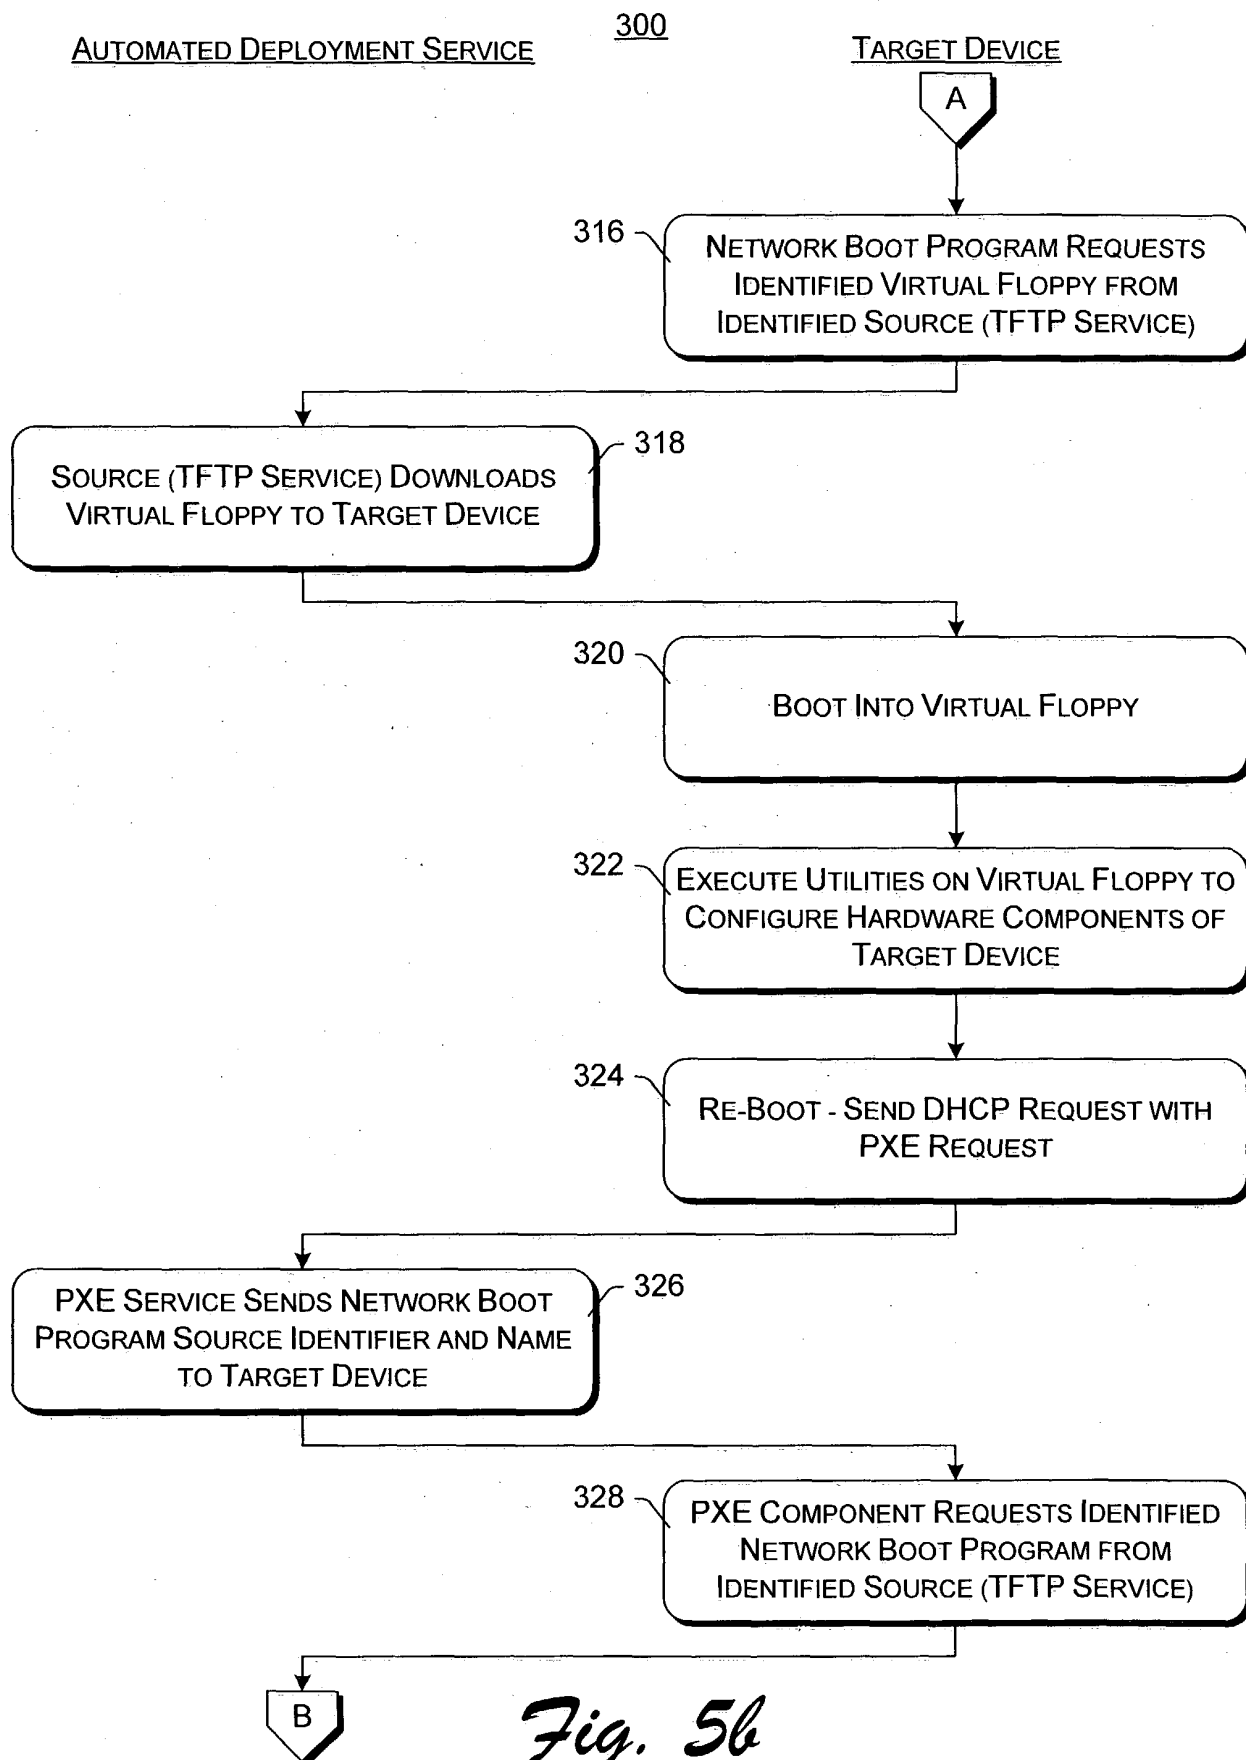 300
AUTOMATED DEPLOYMENT SERVICE
TARGET DEVICE
A
316
NETWORK BOOT PROGRAM REQUESTS
IDENTIFIED VIRTUAL FLOPPY FROM
IDENTIFIED SOURCE (TFTP SERVICE)
318
SOURCE (TFTP SERVICE) DOWNLOADS
VIRTUAL FLOPPY TO TARGET DEVICE
320
BOOT INTO VIRTUAL FLOPPY
322
EXECUTE UTILITIES ON VIRTUAL FLOPPY TO
CONFIGURE HARDWARE COMPONENTS OF
TARGET DEVICE
324
RE-BOOT - SEND DHCP REQUEST WITH
PXE REQUEST
326
PXE SERVICE SENDS NETWORK BOOT
PROGRAM SOURCE IDENTIFIER AND NAME
TO TARGET DEVICE
328
PXE COMPONENT REQUESTS IDENTIFIED
NETWORK BOOT PROGRAM FROM
IDENTIFIED SOURCE (TFTP SERVICE)
B
Fig. 5b